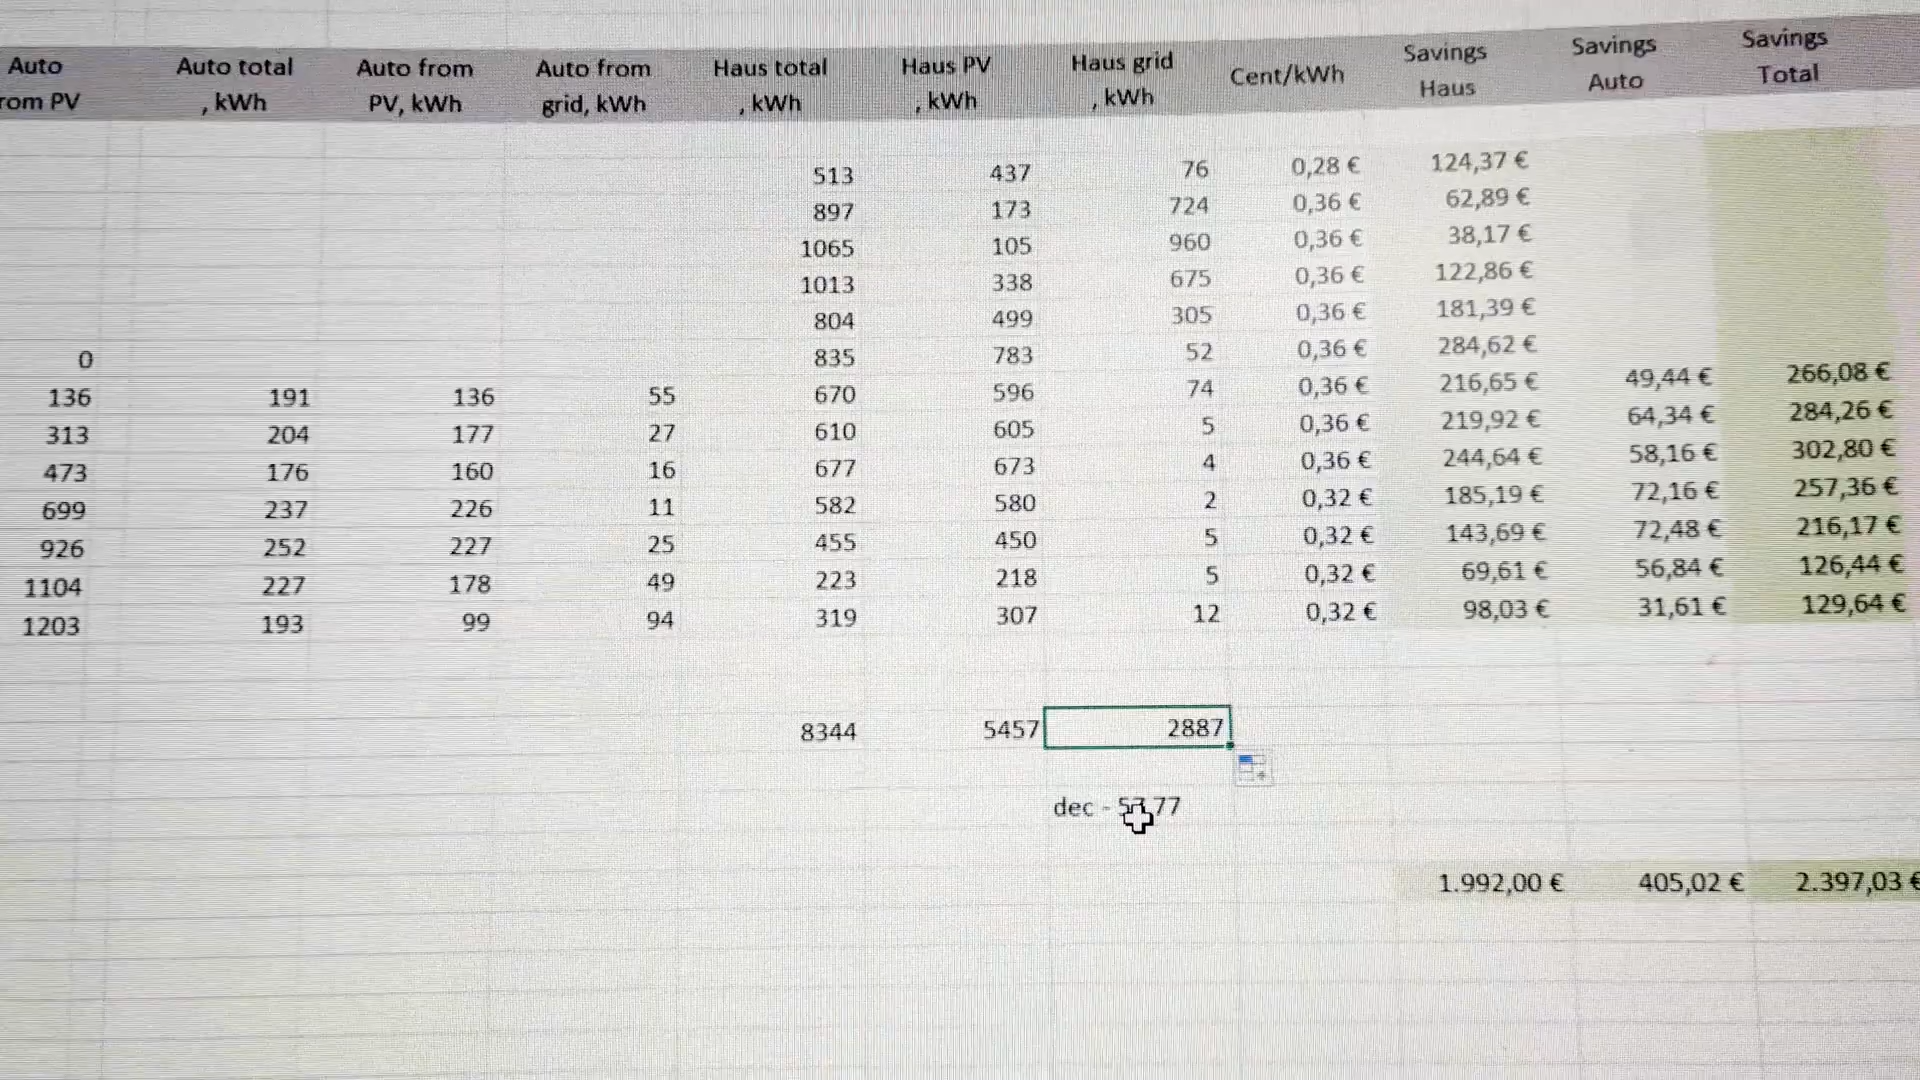 Auto rom PV Auto total , kWh Auto from PV, kWh Auto from grid, kWh Haus total , kWh Haus PV , kWh Haus grid , kWh Cent/kWh Savings Haus Savings Auto Savings Total
513 437 76 0,28 € 124,37 €
897 173 724 0,36 € 62,89 €
1065 105 960 0,36 € 38,17 €
1013 338 675 0,36 € 122,86 €
804 499 305 0,36 € 181,39 €
0 835 783 52 0,36 € 284,62 €
136 191 136 55 670 596 74 0,36 € 216,65 € 49,44 € 266,08 €
313 204 177 27 610 605 5 0,36 € 219,92 € 64,34 € 284,26 €
473 176 160 16 677 673 4 0,36 € 244,64 € 58,16 € 302,80 €
699 237 226 11 582 580 2 0,32 € 185,19 € 72,16 € 257,36 €
926 252 227 25 455 450 5 0,32 € 143,69 € 72,48 € 216,17 €
1104 227 178 49 223 218 5 0,32 € 69,61 € 56,84 € 126,44 €
1203 193 99 94 319 307 12 0,32 € 98,03 € 31,61 € 129,64 €
8344 5457 2887
dec -
1.992,00 € 405,02 € 2.397,03 €